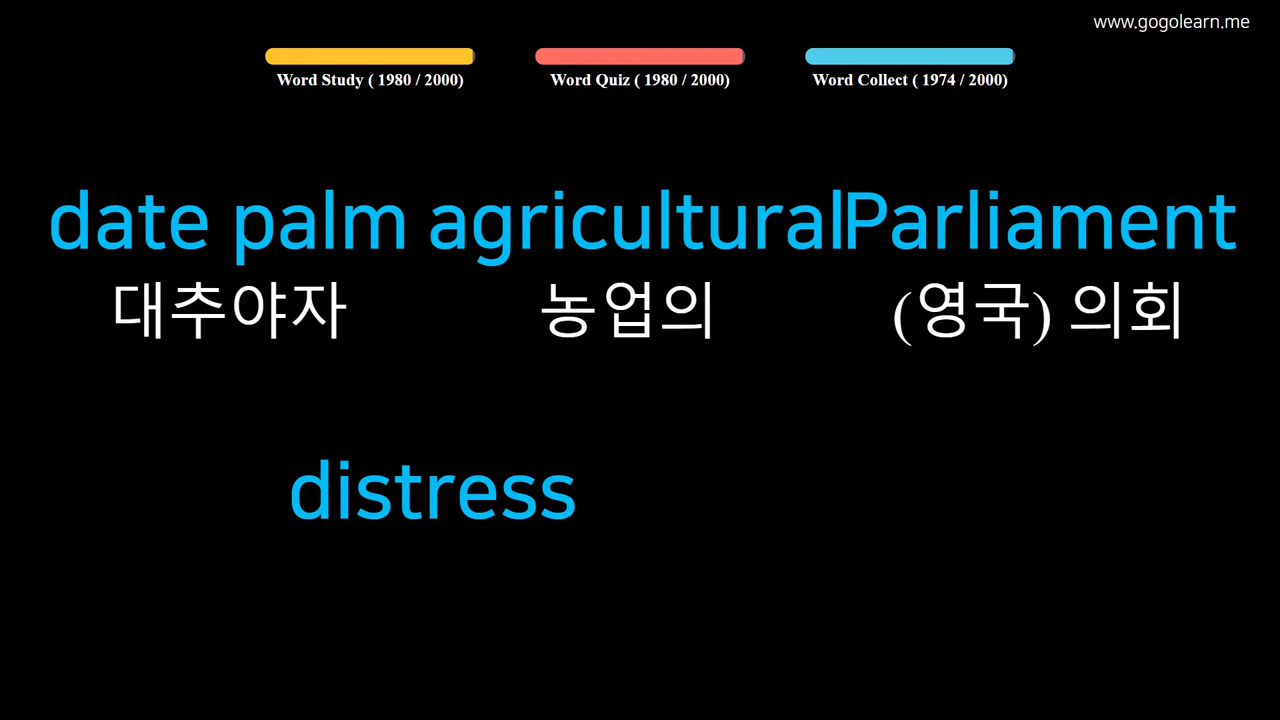 www.gogolearn.me
Word Study ( 1980 / 2000) Word Quiz ( 1980 / 2000) Word Collect ( 1974 / 2000)
date palm agriculturalParliament
대추야자 농업의 (영국) 의회
distress